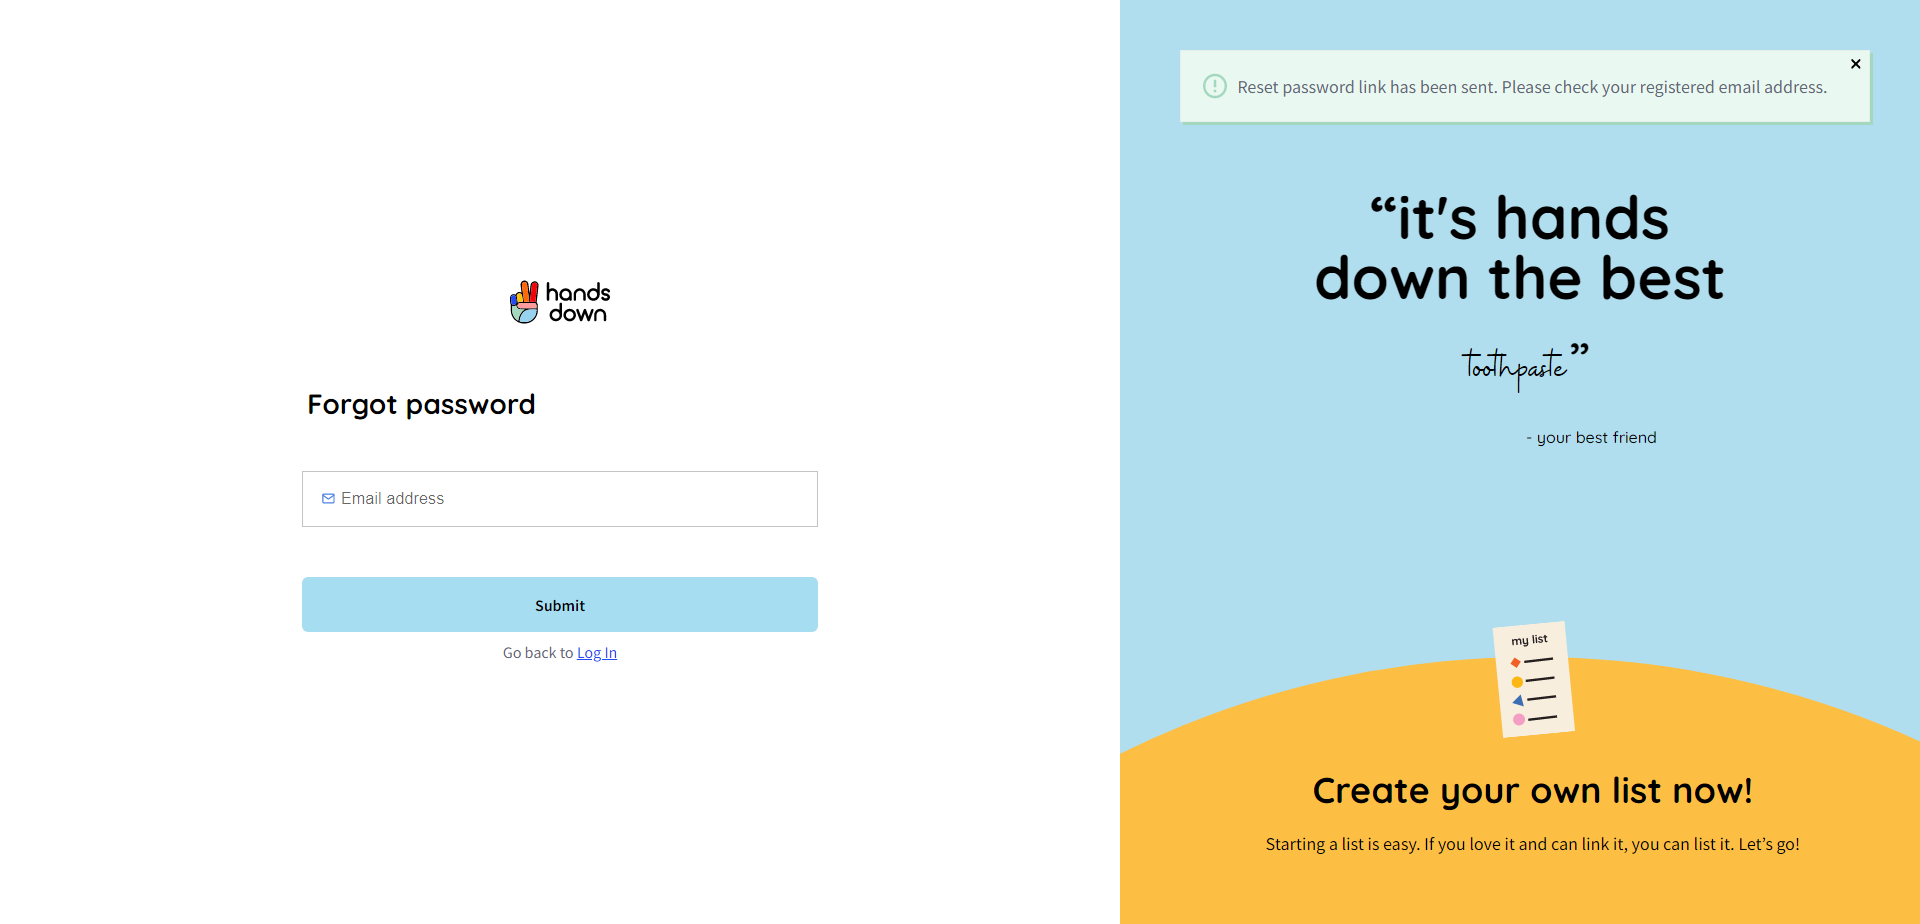 hands
down
Forgot password
Email address
Submit
Go back to Log In
Reset password link has been sent. Please check your registered email address.
“it's hands
down the best
toothpaste”
- your best friend
my list
Create your own list now!
Starting a list is easy. If you love it and can link it, you can list it. Let’s go!